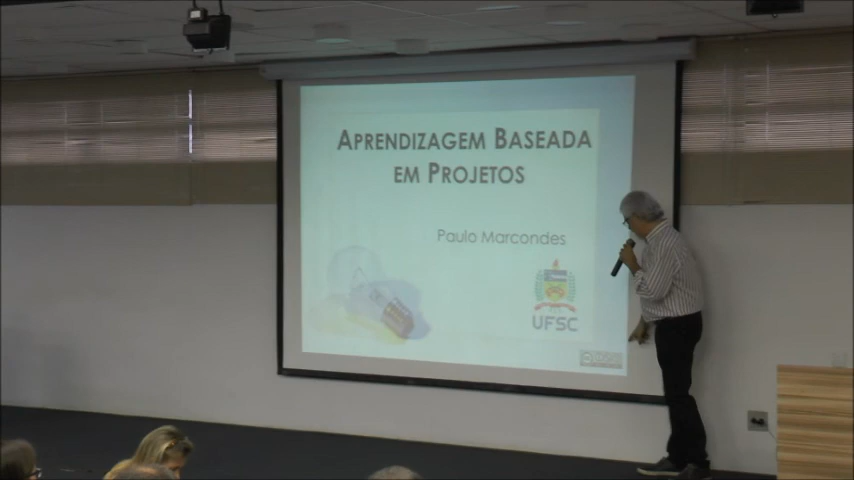 APRENDIZAGEM BASEADA
EM PROJETOS
Paulo Marcondes
UFSC